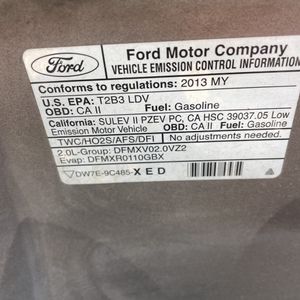 Ford
Ford Motor Company
VEHICLE EMISSION CONTROL INFORMATION
Conforms to regulations: 2013 MY
U.S. EPA: T2B3 LDV
OBD: CA II Fuel: Gasoline
California: SULEV II PZEV PC, CA HSC 39037.05 Low
Emission Motor Vehicle OBD: CA II Fuel: Gasoline
TWC/HO2S/AFS/DFI No adjustments needed.
2.0L-Group: DFMXV02.0VZ2
Evap: DFMXR0110GBX
DW7E-9C485-XED